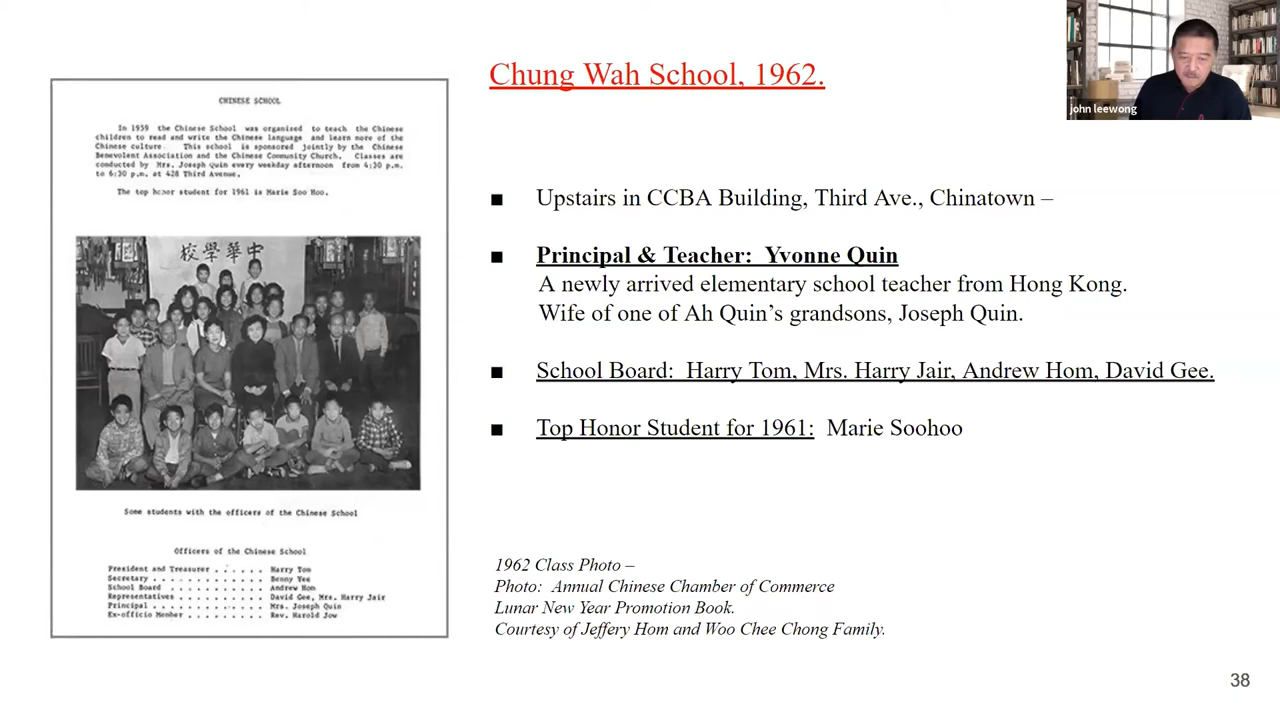 Chung Wah School, 1962.
john leewong
CHINESE SCHOOL
In 1959 the Chinese School was organized to teach the Chinese
children to read and write the Chinese language and learn more of the
Chinese culture. This school is sponsored jointly by the Chinese
Benevolent Association and the Chinese Community Church. Classes are
conducted by Mrs. Joseph Quin every weekday afternoon from 4:30 p.m.
to 6:30 p.m. at 428 Third Avenue.
The top honor student for 1961 is Marie Soo Hoo.
校學華中
Some students with the officers of the Chinese School
Officers of the Chinese School
President and Treasurer . . . . . . Harry Tom
Secretary . . . . . . . . . . . . . Benny Yee
School Board . . . . . . . . . . . Andrew Hom
Representatives . . . . . . . . . . David Gee, Mrs. Harry Jair
Principal . . . . . . . . . . . . . Mrs. Joseph Quin
Ex-officio Member . . . . . . . . . Rev. Harold Jow
■ Upstairs in CCBA Building, Third Ave., Chinatown –
■ Principal & Teacher: Yvonne Quin
A newly arrived elementary school teacher from Hong Kong.
Wife of one of Ah Quin’s grandsons, Joseph Quin.
■ School Board: Harry Tom, Mrs. Harry Jair, Andrew Hom, David Gee.
■ Top Honor Student for 1961: Marie Soohoo
1962 Class Photo –
Photo: Annual Chinese Chamber of Commerce
Lunar New Year Promotion Book.
Courtesy of Jeffery Hom and Woo Chee Chong Family.
38